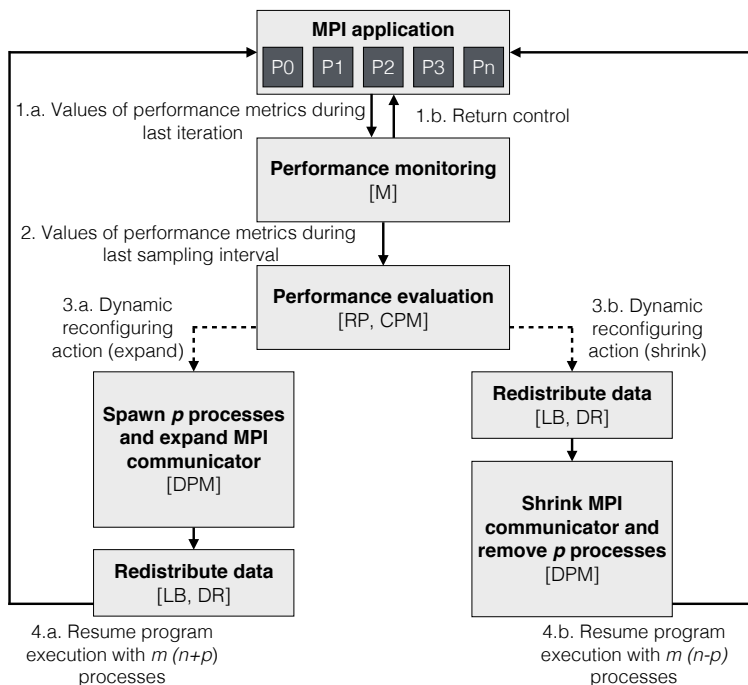 MPI application
P0 P1 P2 P3 Pn
1.a. Values of performance metrics during
last iteration
1.b. Return control
Performance monitoring
[M]
2. Values of performance metrics during
last sampling interval
Performance evaluation
[RP, CPM]
3.a. Dynamic
reconfiguring
action (expand)
3.b. Dynamic
reconfiguring
action (shrink)
Spawn p processes
and expand MPI
communicator
[DPM]
Redistribute data
[LB, DR]
Redistribute data
[LB, DR]
Shrink MPI
communicator and
remove p processes
[DPM]
4.a. Resume program
execution with m (n+p)
processes
4.b. Resume program
execution with m (n-p)
processes